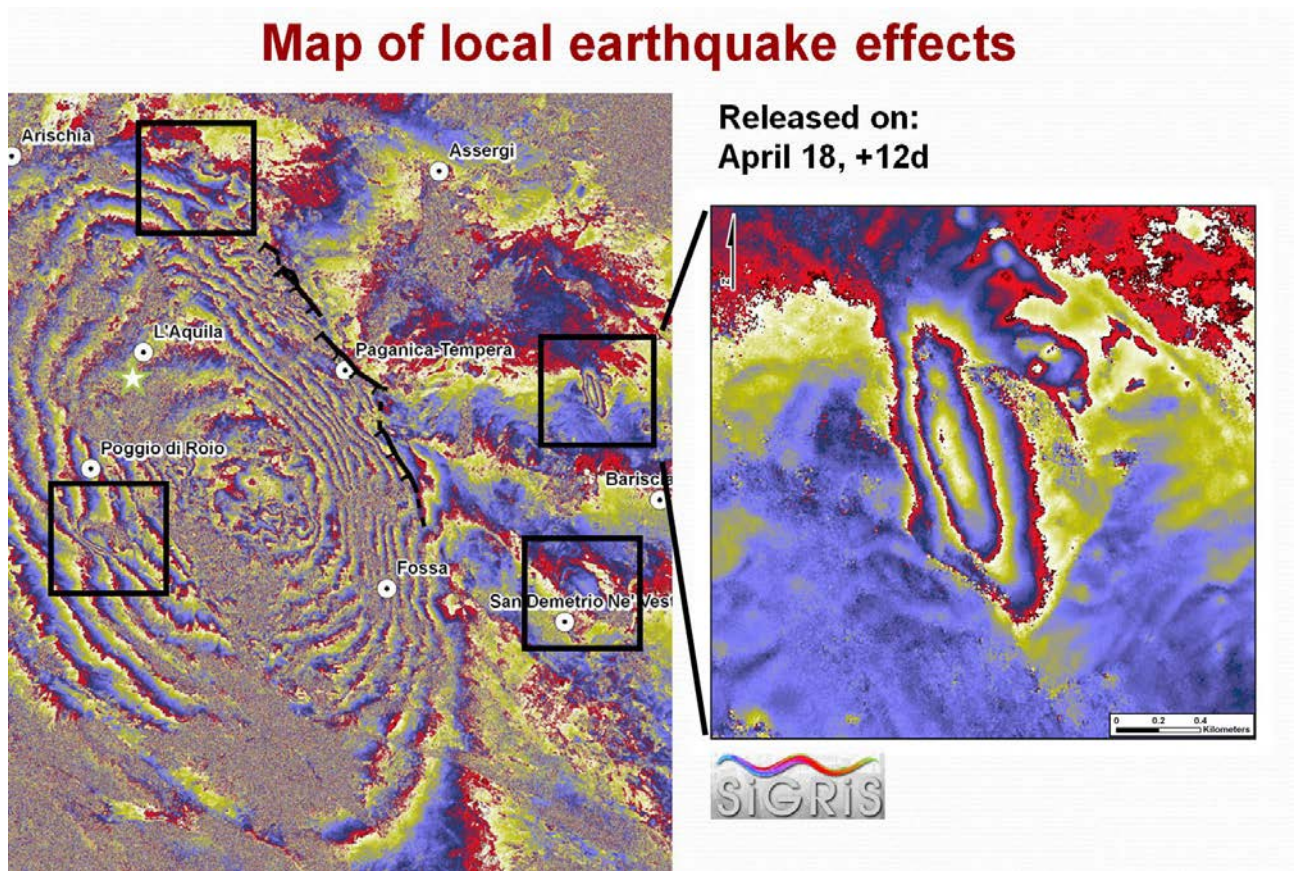 Map of local earthquake effects
Released on:
April 18, +12d
Arischia
Assergi
L'Aquila
Paganica-Tempera
Poggio di Roio
Bariscia
Fossa
San Demetrio Ne' Vest
N
0 0.2 0.4
Kilometers
SiGRiS